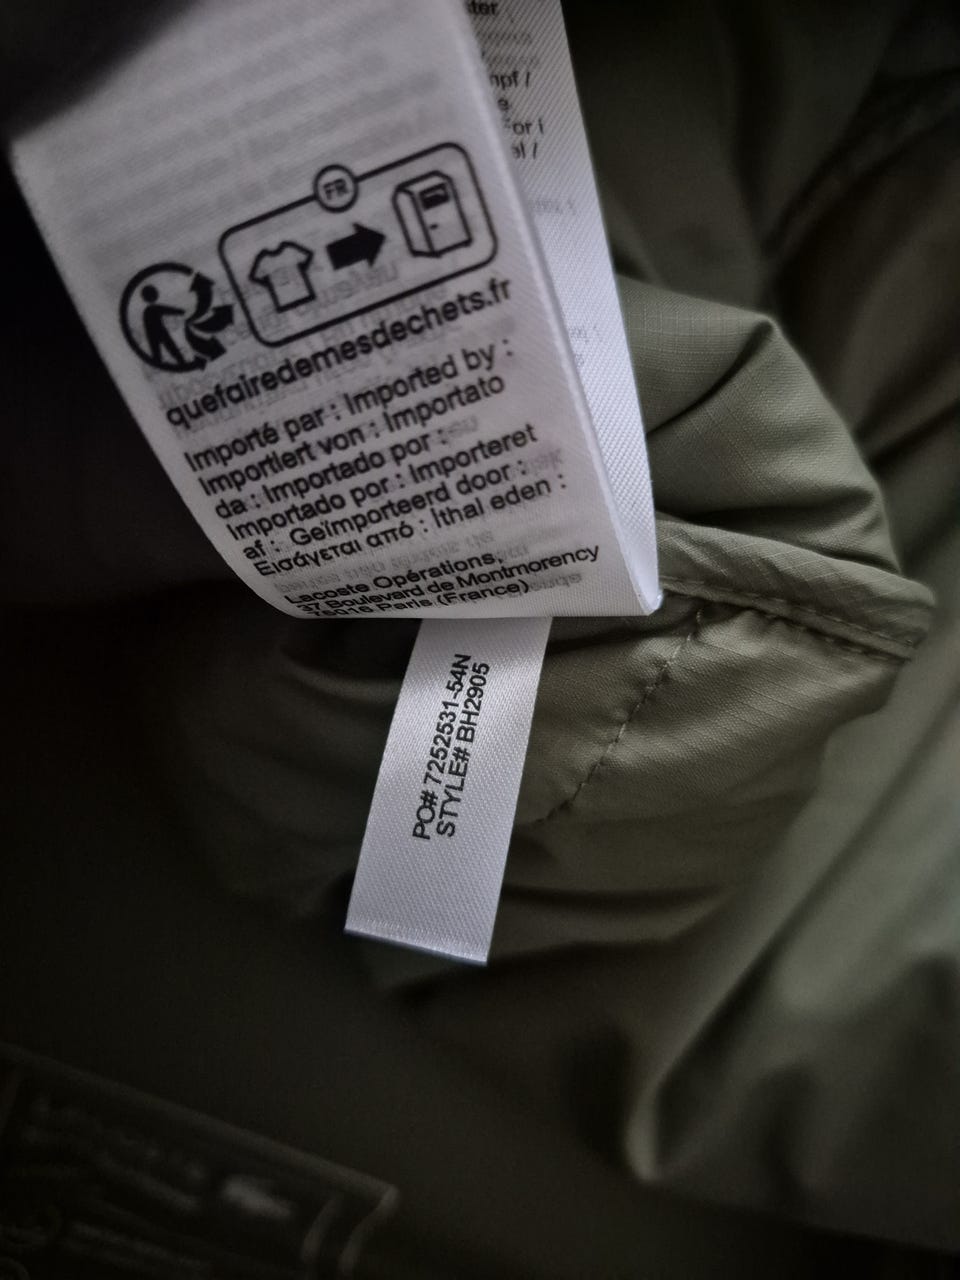 FR
quefairedemesdechets.fr
Importé par : Imported by :
Importiert von : Importato
da : Importado por :
Importado por : Importeret
af : Geïmporteerd door :
Εισάγεται από : Ithal eden :
Lacoste Opérations,
37 Boulevard de Montmorency
75016 Paris (France)
PO# 7252531-54N
STYLE# BH2905